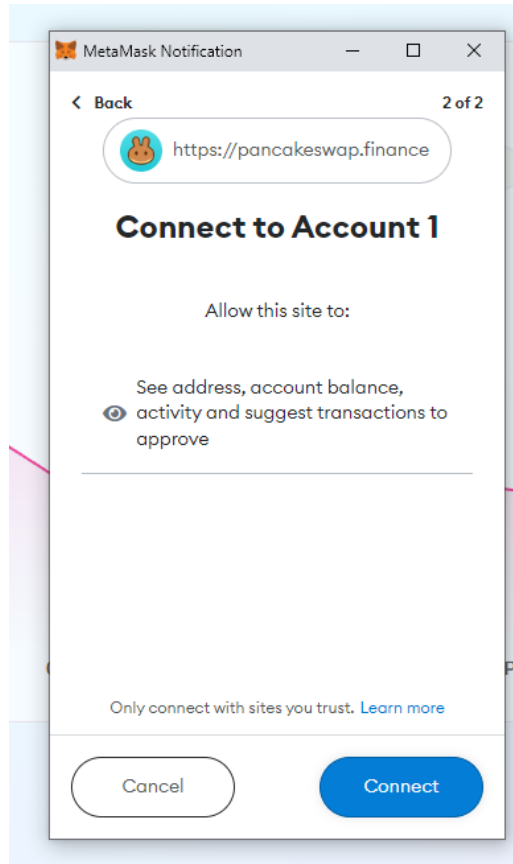 MetaMask Notification
Back
2 of 2
https://pancakeswap.finance
Connect to Account 1
Allow this site to:
See address, account balance,
activity and suggest transactions to
approve
Only connect with sites you trust. Learn more
Cancel
Connect